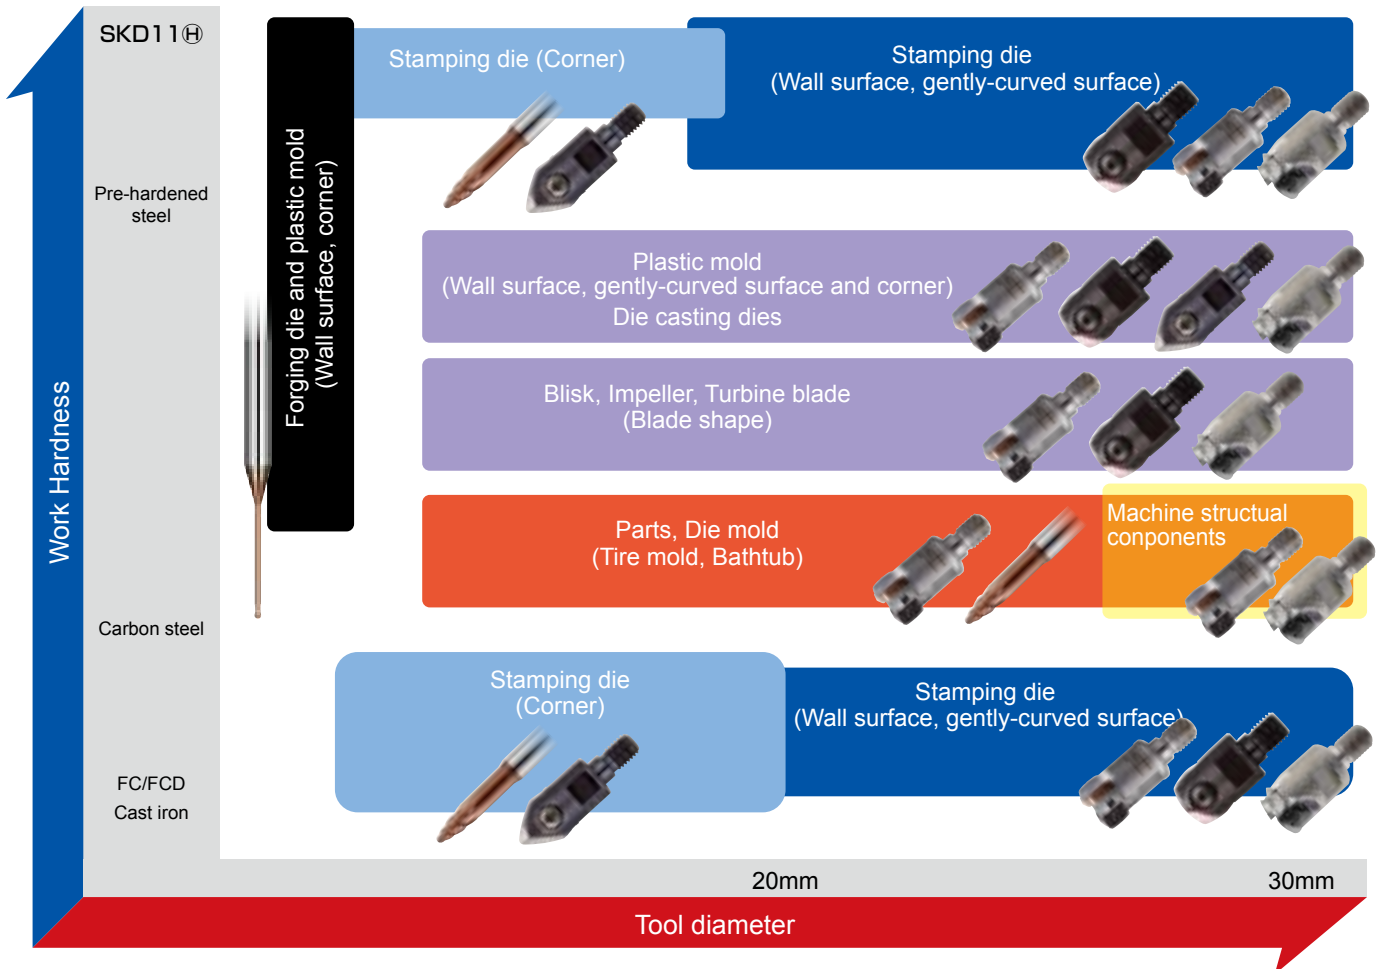 SKD11Ⓗ
Stamping die (Corner)
Stamping die
(Wall surface, gently-curved surface)
Pre-hardened
steel
Forging die and plastic mold
(Wall surface, corner)
Plastic mold
(Wall surface, gently-curved surface and corner)
Die casting dies
Blisk, Impeller, Turbine blade
(Blade shape)
Work Hardness
Parts, Die mold
(Tire mold, Bathtub)
Machine structual
conponents
Carbon steel
Stamping die
(Corner)
Stamping die
(Wall surface, gently-curved surface)
FC/FCD
Cast iron
20mm
30mm
Tool diameter